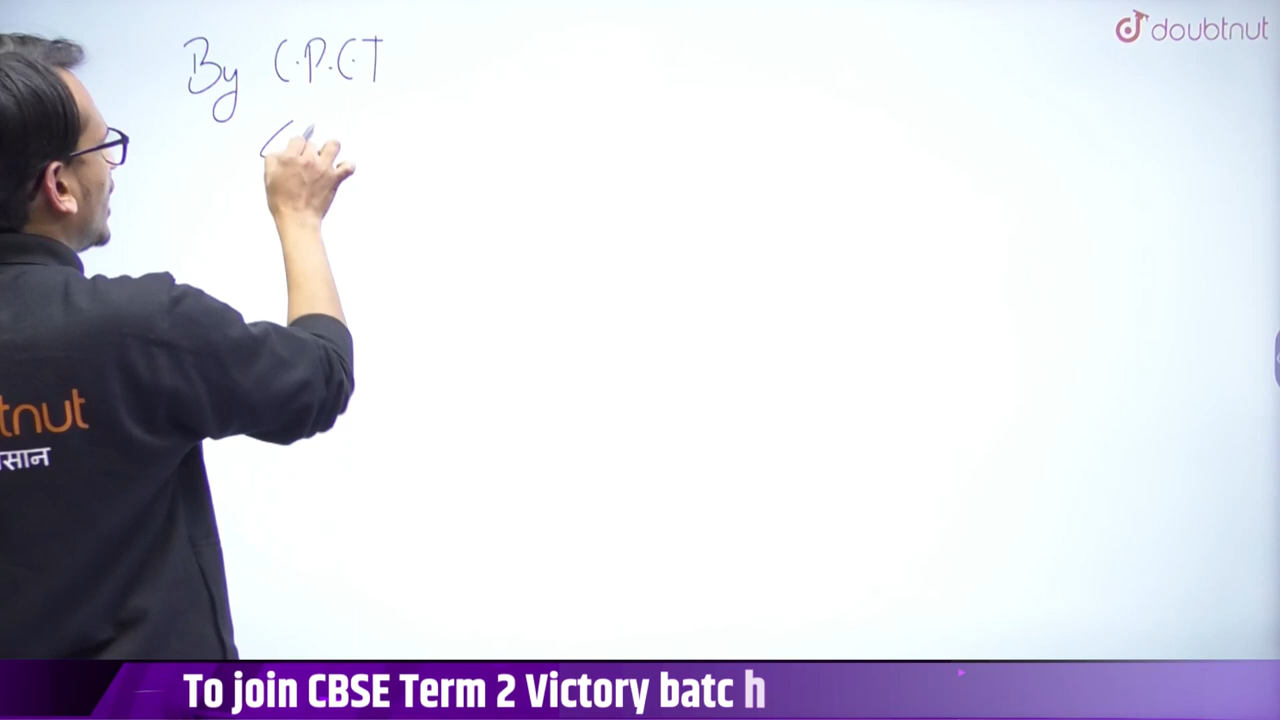 By C.P.C.T
doubtnut
tnut
सान
To join CBSE Term 2 Victory batc h